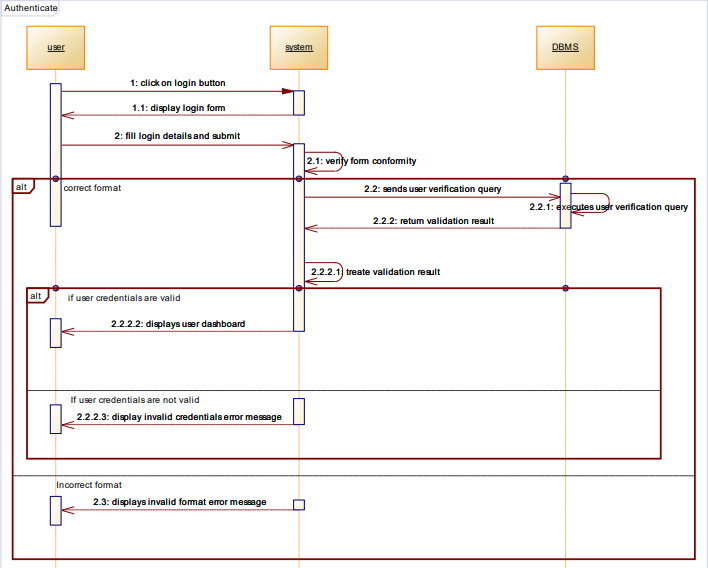 Authenticate
user
system
DBMS
1: click on login button
1.1: display login form
2: fill login details and submit
2.1: verify form conformity
alt
correct format
2.2: sends user verification query
2.2.1: executes user verification query
2.2.2: return validation result
2.2.2.1: treate validation result
alt
if user credentials are valid
2.2.2.2: displays user dashboard
If user credentials are not valid
2.2.2.3: display invalid credentials error message
Incorrect format
2.3: displays invalid format error message